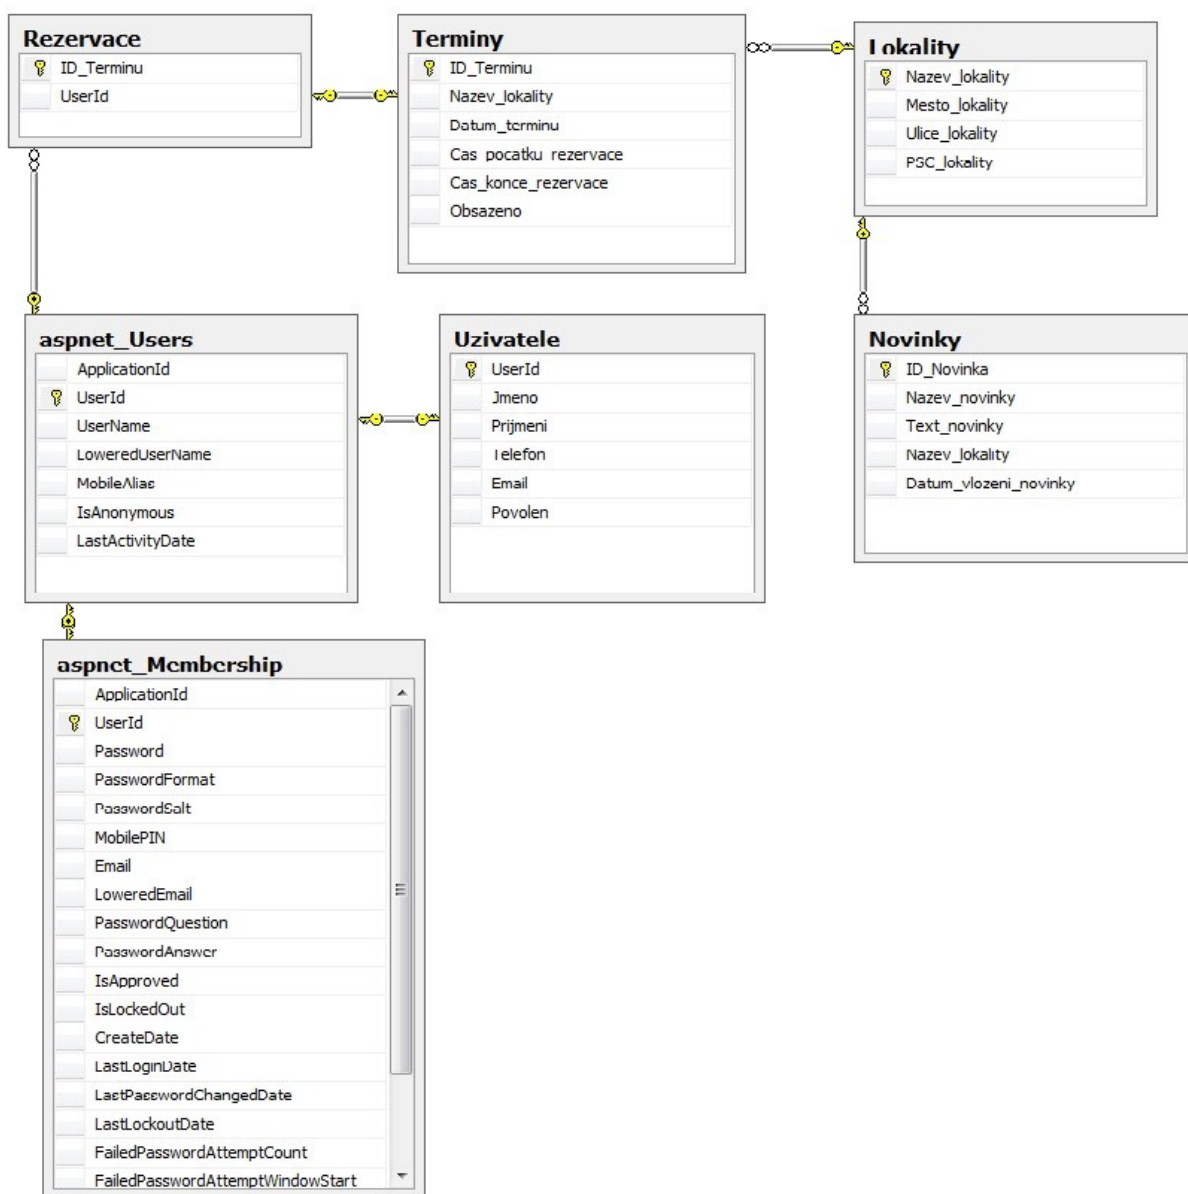 Rezervace
ID_Terminu
UserId
Terminy
ID_Terminu
Nazev_lokality
Datum_terminu
Cas_pocatku_rezervace
Cas_konce_rezervace
Obsazeno
Lokality
Nazev_lokality
Mesto_lokality
Ulice_lokality
PSC_lokality
aspnet_Users
ApplicationId
UserId
UserName
LoweredUserName
MobileAlias
IsAnonymous
LastActivityDate
Uzivatele
UserId
Jmeno
Prijmeni
Telefon
Email
Povolen
Novinky
ID_Novinka
Nazev_novinky
Text_novinky
Nazev_lokality
Datum_vlozeni_novinky
aspnet_Membership
ApplicationId
UserId
Password
PasswordFormat
PasswordSalt
MobilePIN
Email
LoweredEmail
PasswordQuestion
PasswordAnswer
IsApproved
IsLockedOut
CreateDate
LastLoginDate
LastPasswordChangedDate
LastLockoutDate
FailedPasswordAttemptCount
FailedPasswordAttemptWindowStart